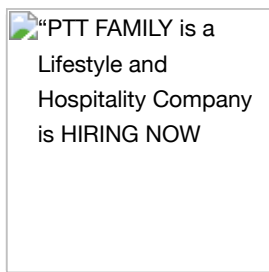 “PTT FAMILY is a
Lifestyle and
Hospitality Company
is HIRING NOW